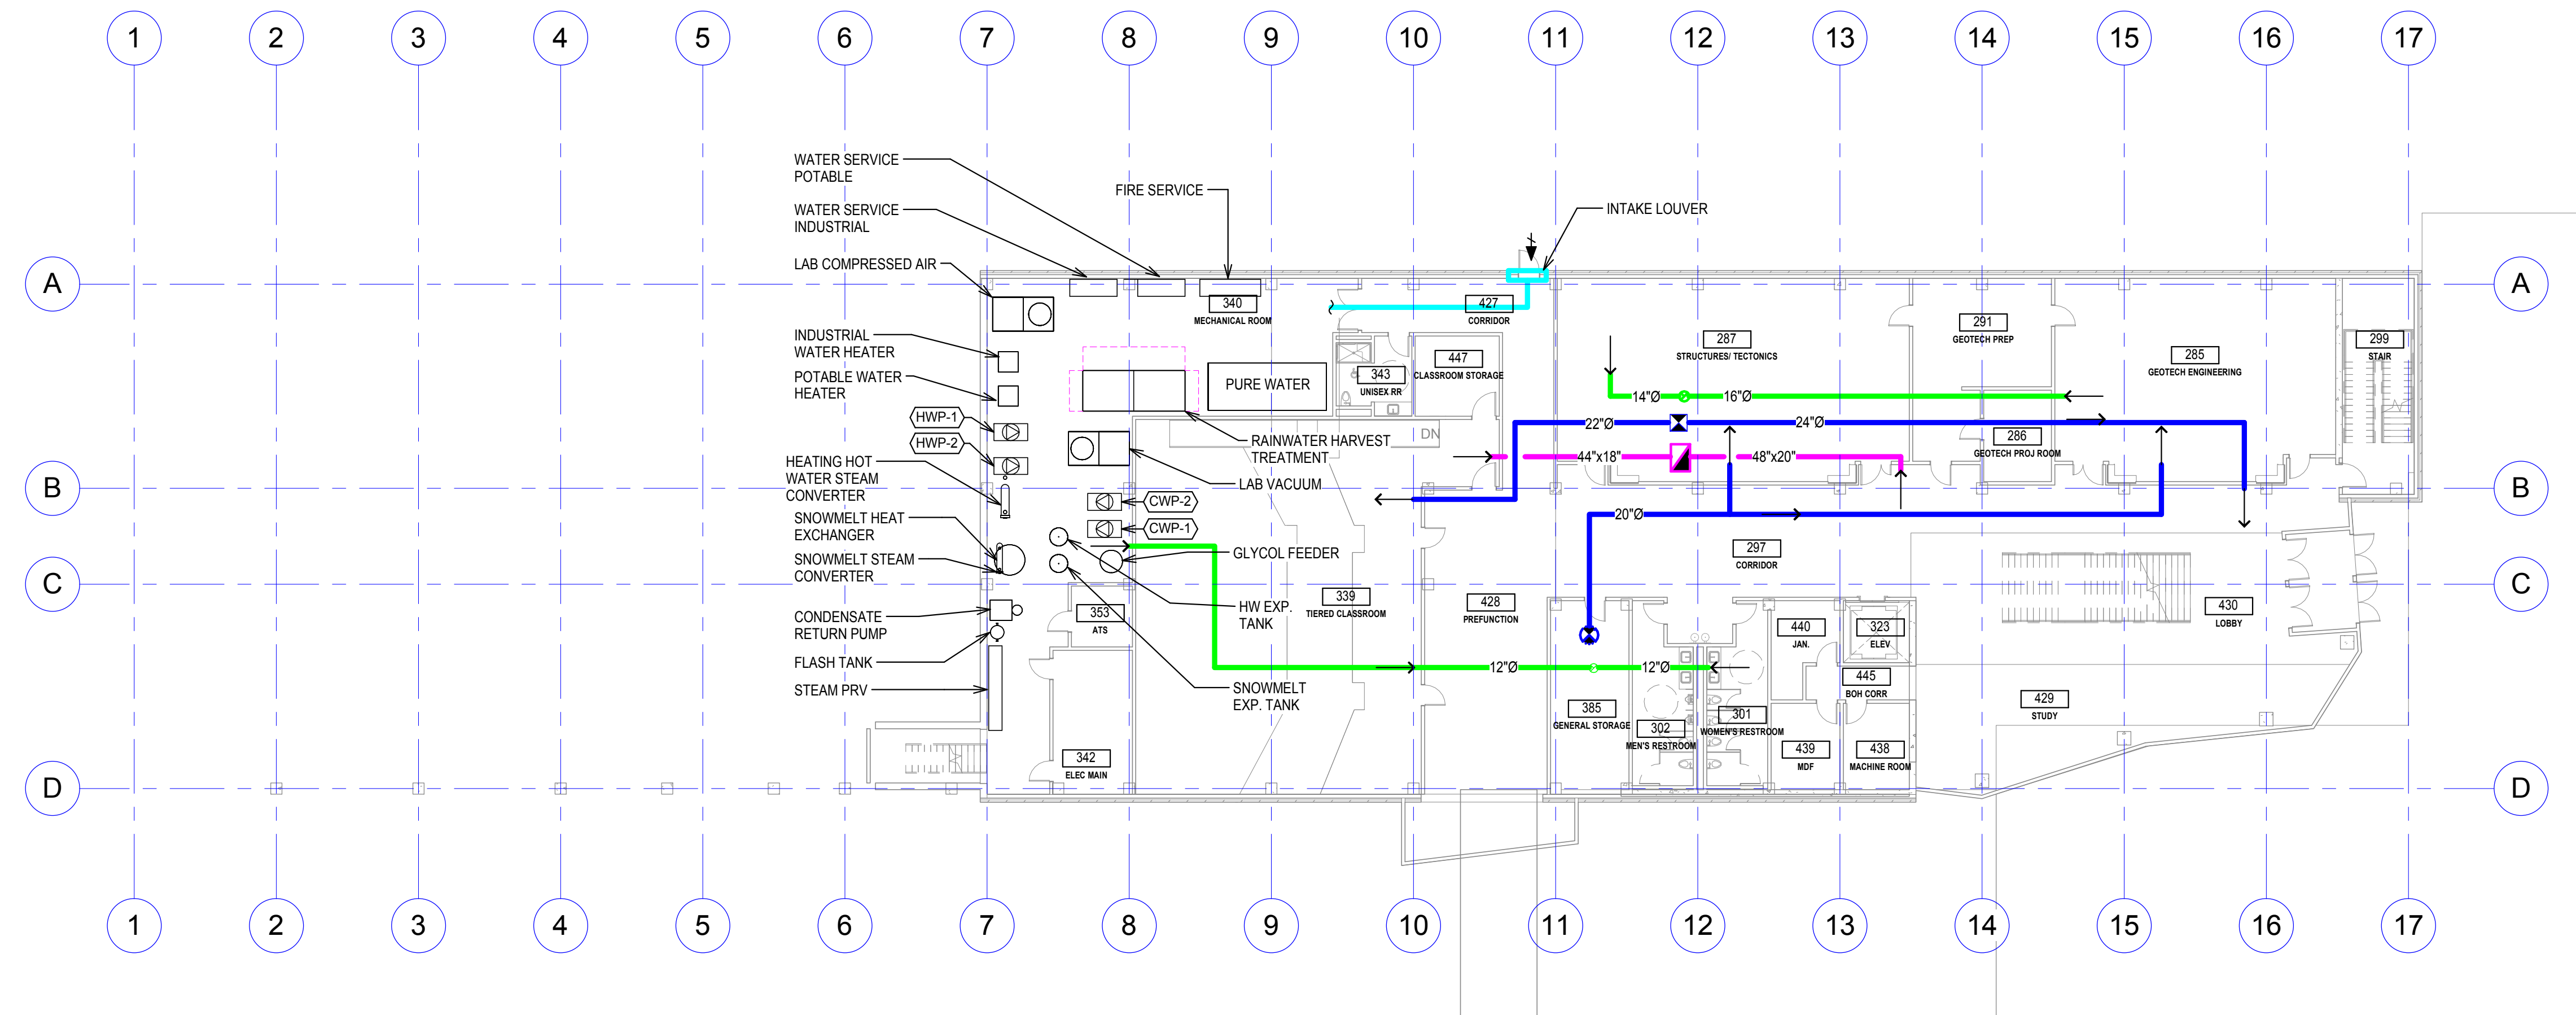 1 2 3 4 5 6 7 8 9 10 11 12 13 14 15 16 17
WATER SERVICE
POTABLE
FIRE SERVICE
WATER SERVICE
INDUSTRIAL
INTAKE LOUVER
LAB COMPRESSED AIR
A
A
340
MECHANICAL ROOM
427
CORRIDOR
INDUSTRIAL
WATER HEATER
POTABLE WATER
HEATER
PURE WATER
343
UNISEX RR
447
CLASSROOM STORAGE
287
STRUCTURES/ TECTONICS
291
GEOTECH PREP
285
GEOTECH ENGINEERING
299
STAIR
14"Ø
16"Ø
HWP-1
HWP-2
22"Ø
24"Ø
DN
RAINWATER HARVEST
TREATMENT
286
GEOTECH PROJ ROOM
44"x18"
48"x20"
HEATING HOT
WATER STEAM
CONVERTER
LAB VACUUM
B
B
CWP-2
CWP-1
SNOWMELT HEAT
EXCHANGER
20"Ø
GLYCOL FEEDER
297
CORRIDOR
SNOWMELT STEAM
CONVERTER
C
C
HW EXP.
TANK
339
TIERED CLASSROOM
428
PREFUNCTION
430
LOBBY
CONDENSATE
RETURN PUMP
353
ATS
440
JAN.
323
ELEV
FLASH TANK
12"Ø
12"Ø
445
BOH CORR
STEAM PRV
SNOWMELT
EXP. TANK
429
STUDY
385
GENERAL STORAGE
302
MEN'S RESTROOM
301
WOMEN'S RESTROOM
342
ELEC MAIN
439
MDF
438
MACHINE ROOM
D
D
1 2 3 4 5 6 7 8 9 10 11 12 13 14 15 16 17